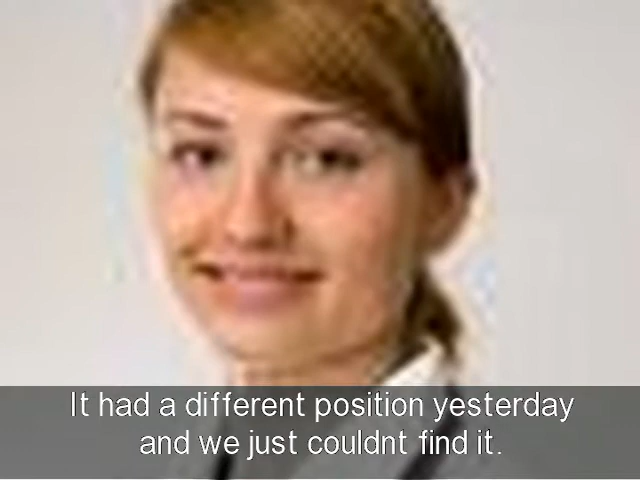 It had a different position yesterday
and we just couldnt find it.